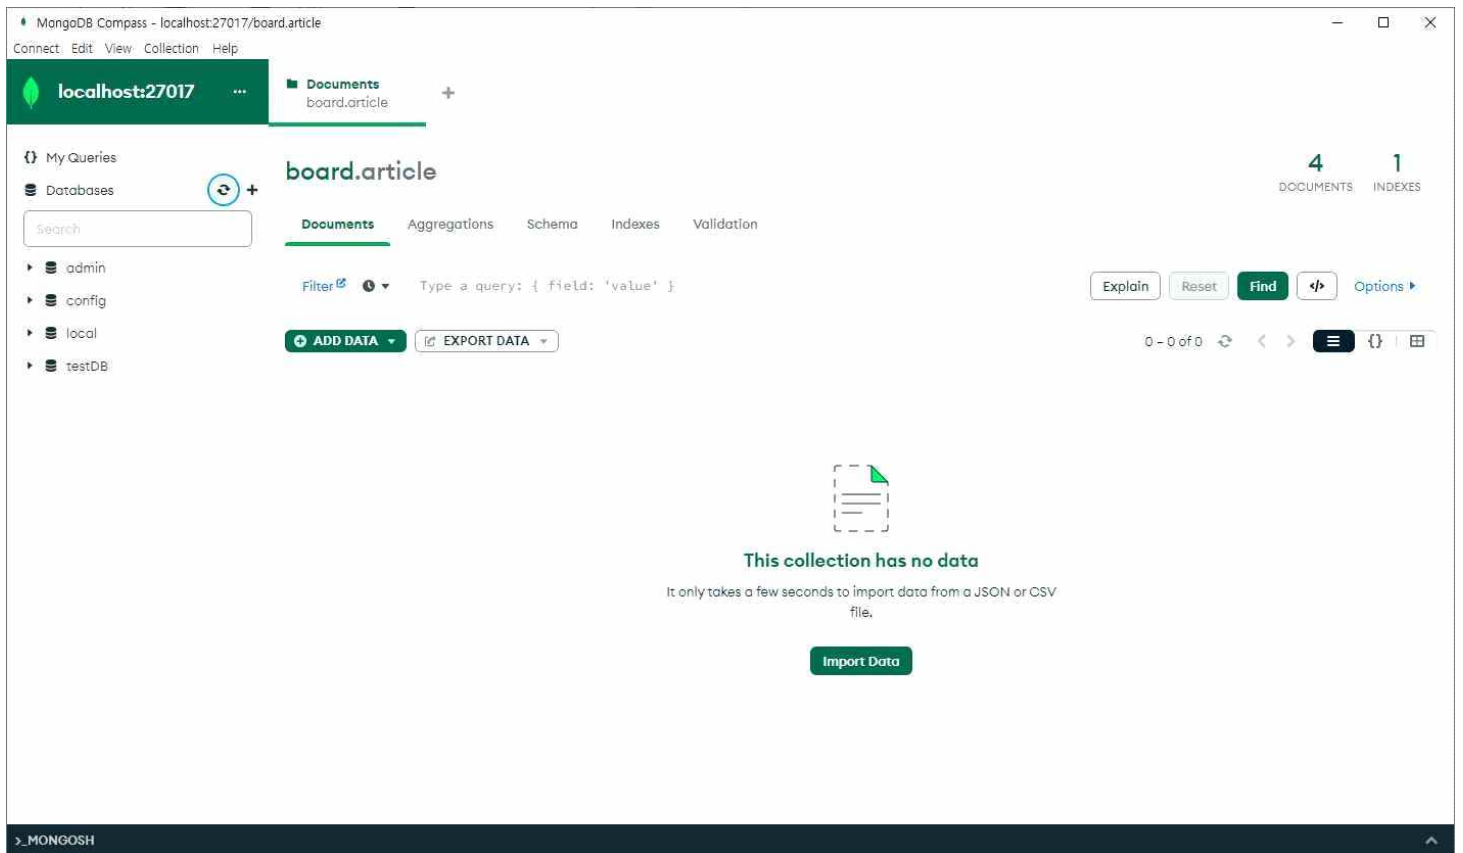 MongoDB Compass - localhost:27017/board.article
Connect Edit View Collection Help
localhost:27017 ...
Documents
board.article
{} My Queries
Databases
Search
admin
config
local
testDB
board.article
4
DOCUMENTS
1
INDEXES
Documents Aggregations Schema Indexes Validation
Filter Type a query: { field: 'value' } Explain Reset Find </> Options
ADD DATA EXPORT DATA 0 – 0 of 0 {}
This collection has no data
It only takes a few seconds to import data from a JSON or CSV
file.
Import Data
>_MONGOSH